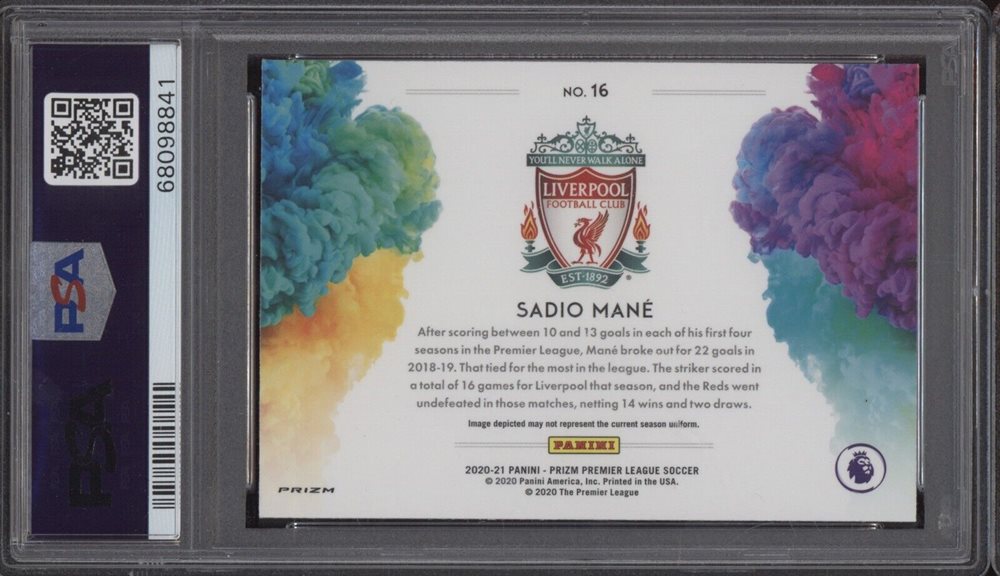 PSA
PSA
68098841
NO. 16
YOU'LL NEVER WALK ALONE
LIVERPOOL
FOOTBALL CLUB
EST·1892
®
SADIO MANÉ
After scoring between 10 and 13 goals in each of his first four
seasons in the Premier League, Mané broke out for 22 goals in
2018-19. That tied for the most in the league. The striker scored in
a total of 16 games for Liverpool that season, and the Reds went
undefeated in those matches, netting 14 wins and two draws.
Image depicted may not represent the current season uniform.
PANINI
2020-21 PANINI - PRIZM PREMIER LEAGUE SOCCER
© 2020 Panini America, Inc. Printed in the USA.
© 2020 The Premier League
PRIZM